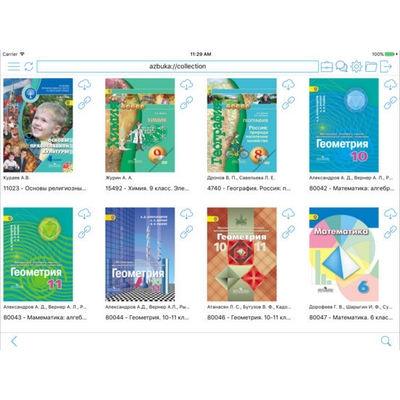 Carrier
11:29 AM
100%
azbuka://collection
ОСНОВЫ
ПРАВОСЛАВНОЙ
КУЛЬТУРЫ
Кураев А.В.
11023 - Основы религиозны...
ХИМИЯ
9
Журин А. А.
15492 - Химия. 9 класс. Эле...
География
ГЕОГРАФИЯ
Россия:
природа
8
Дронов В. П., Савельева Л. Е.
4740 - География. Россия: п...
Геометрия
10
Александров А. Д., Вернер А. Л., Р...
80042 - Математика: алгебр...
Геометрия
11
Александров А. Д., Вернер А. Л., Р...
80043 - Мамематика: алгеб...
Геометрия
Александров А.Д., Вернер А.Л., Ры...
80044 - Геометрия. 10-11 кл...
Геометрия
10 11
Атанасян Л. С., Бутузов В. Ф., Кадо...
80046 - Геометрия. 10-11 кл...
Математика
6
Дорофеев Г. В., Шарыгин И. Ф., Су...
80047 - Математика. 6 клас...